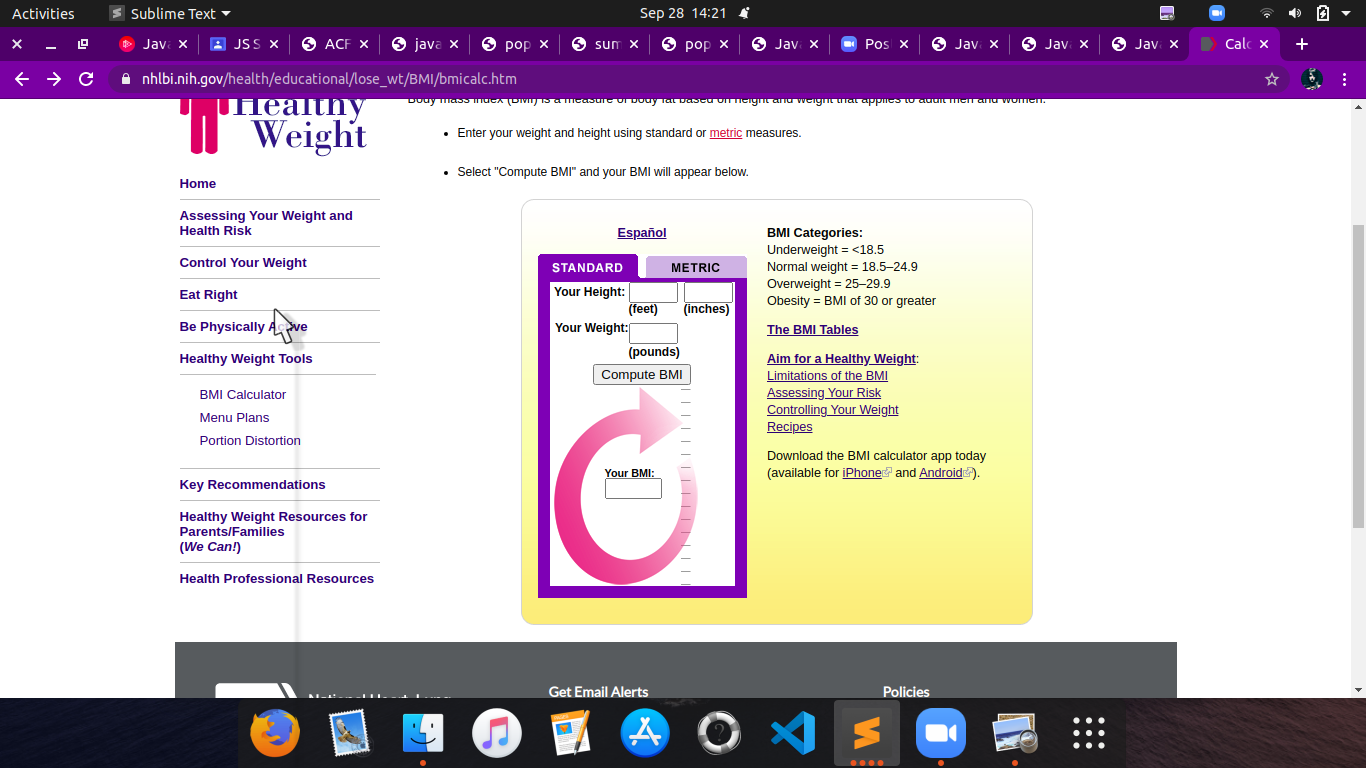 Activities Sublime Text Sep 28 14:21
Java JS S ACF java pop sum pop Java Pos Java Java Java Calc
nhlbi.nih.gov/health/educational/lose_wt/BMI/bmicalc.htm
Healthy
Weight
Home
Assessing Your Weight and
Health Risk
Control Your Weight
Eat Right
Be Physically Active
Healthy Weight Tools
BMI Calculator
Menu Plans
Portion Distortion
Key Recommendations
Healthy Weight Resources for
Parents/Families
(We Can!)
Health Professional Resources
Body mass index (BMI) is a measure of body fat based on height and weight that applies to adult men and women.
• Enter your weight and height using standard or metric measures.
• Select "Compute BMI" and your BMI will appear below.
Español
STANDARD METRIC
Your Height:
(feet) (inches)
Your Weight:
(pounds)
Compute BMI
Your BMI:
BMI Categories:
Underweight = <18.5
Normal weight = 18.5–24.9
Overweight = 25–29.9
Obesity = BMI of 30 or greater
The BMI Tables
Aim for a Healthy Weight:
Limitations of the BMI
Assessing Your Risk
Controlling Your Weight
Recipes
Download the BMI calculator app today
(available for iPhone and Android).
National Heart, Lung
Get Email Alerts
Policies